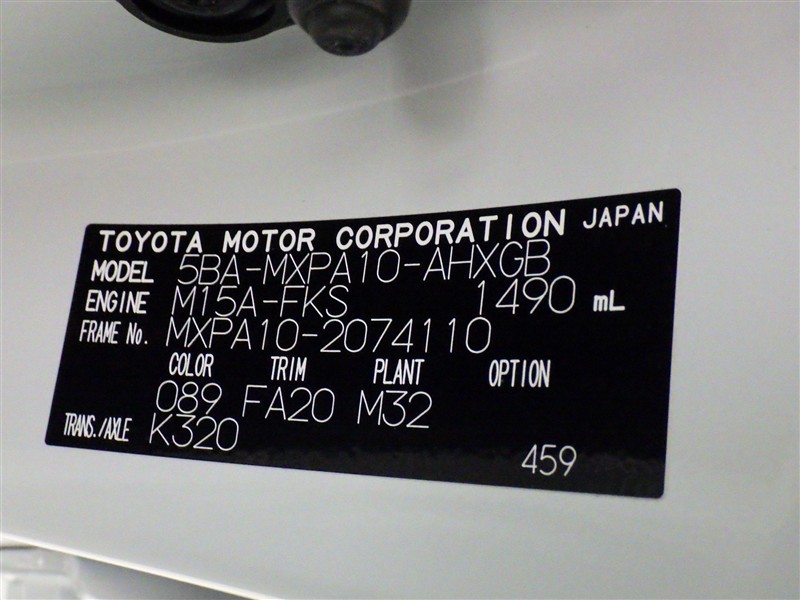 TOYOTA MOTOR CORPORATION JAPAN
MODEL 5BA-MXPA10-AHXGB
ENGINE M15A-FKS 1490 mL
FRAME No. MXPA10-2074110
COLOR TRIM PLANT OPTION
089 FA20 M32
TRANS./AXLE K320
459